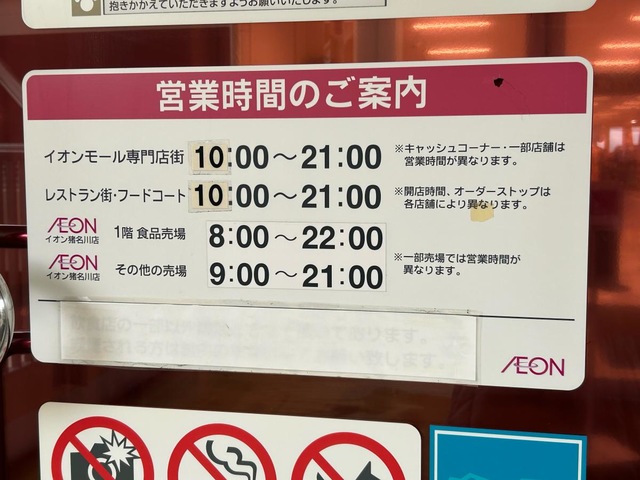 抱きかかえていただきますようお願いいたします。
営業時間のご案内
イオンモール専門店街 10:00～21:00 ※キャッシュコーナー・一部店舗は
営業時間が異なります。
レストラン街・フードコート 10:00～21:00 ※開店時間、オーダーストップは
各店舗により異なります。
ÆON
イオン猪名川店 1階 食品売場 8:00～22:00
ÆON
イオン猪名川店 その他の売場 9:00～21:00 ※一部売場では営業時間が
異なります。
ÆON